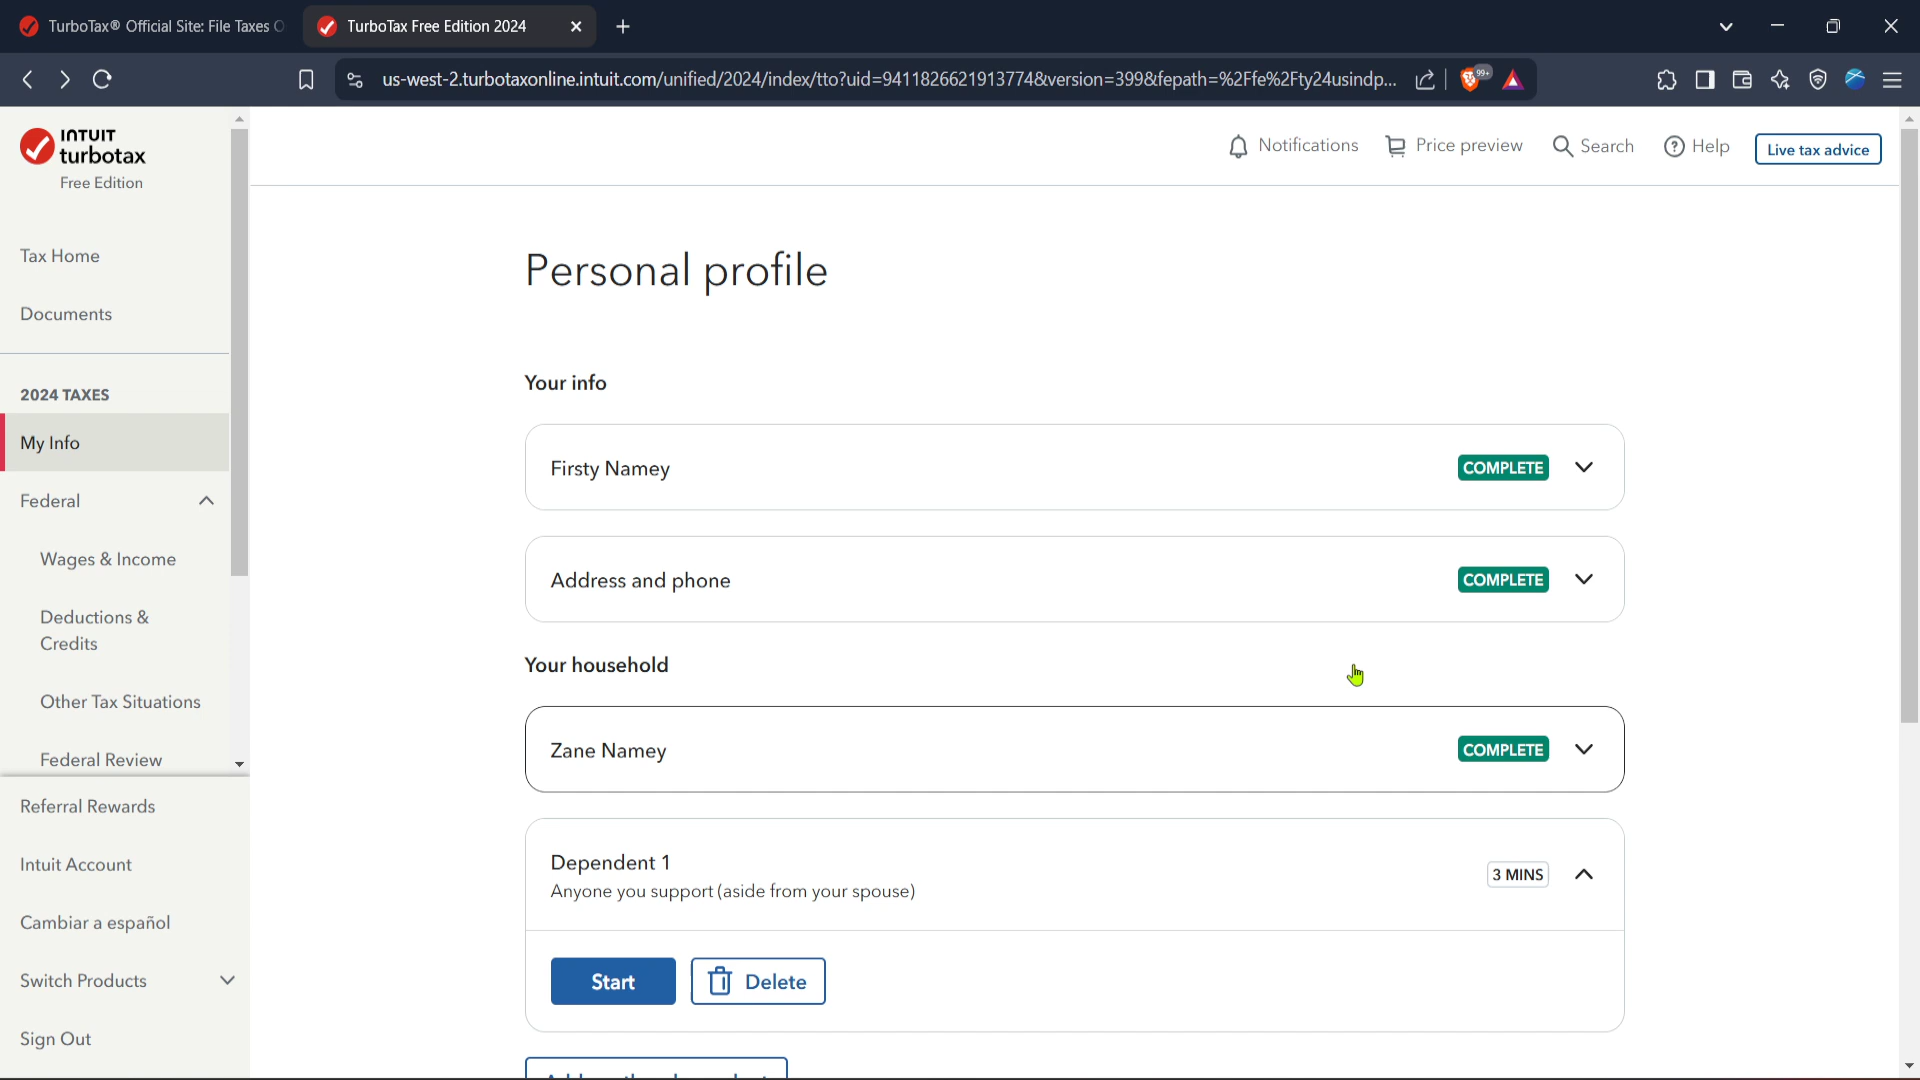 TurboTax® Official Site: File Taxes O
TurboTax Free Edition 2024
us-west-2.turbotaxonline.intuit.com/unified/2024/index/tto?uid=9411826621913774&version=399&fepath=%2Ffe%2Fty24usindp...
99+
INTUIT
turbotax
Free Edition
Notifications
Price preview
Search
Help
Live tax advice
Tax Home
Documents
2024 TAXES
My Info
Federal
Wages & Income
Deductions &
Credits
Other Tax Situations
Federal Review
Referral Rewards
Intuit Account
Cambiar a español
Switch Products
Sign Out
Personal profile
Your info
Firsty Namey
COMPLETE
Address and phone
COMPLETE
Your household
Zane Namey
COMPLETE
Dependent 1
Anyone you support (aside from your spouse)
3 MINS
Start
Delete